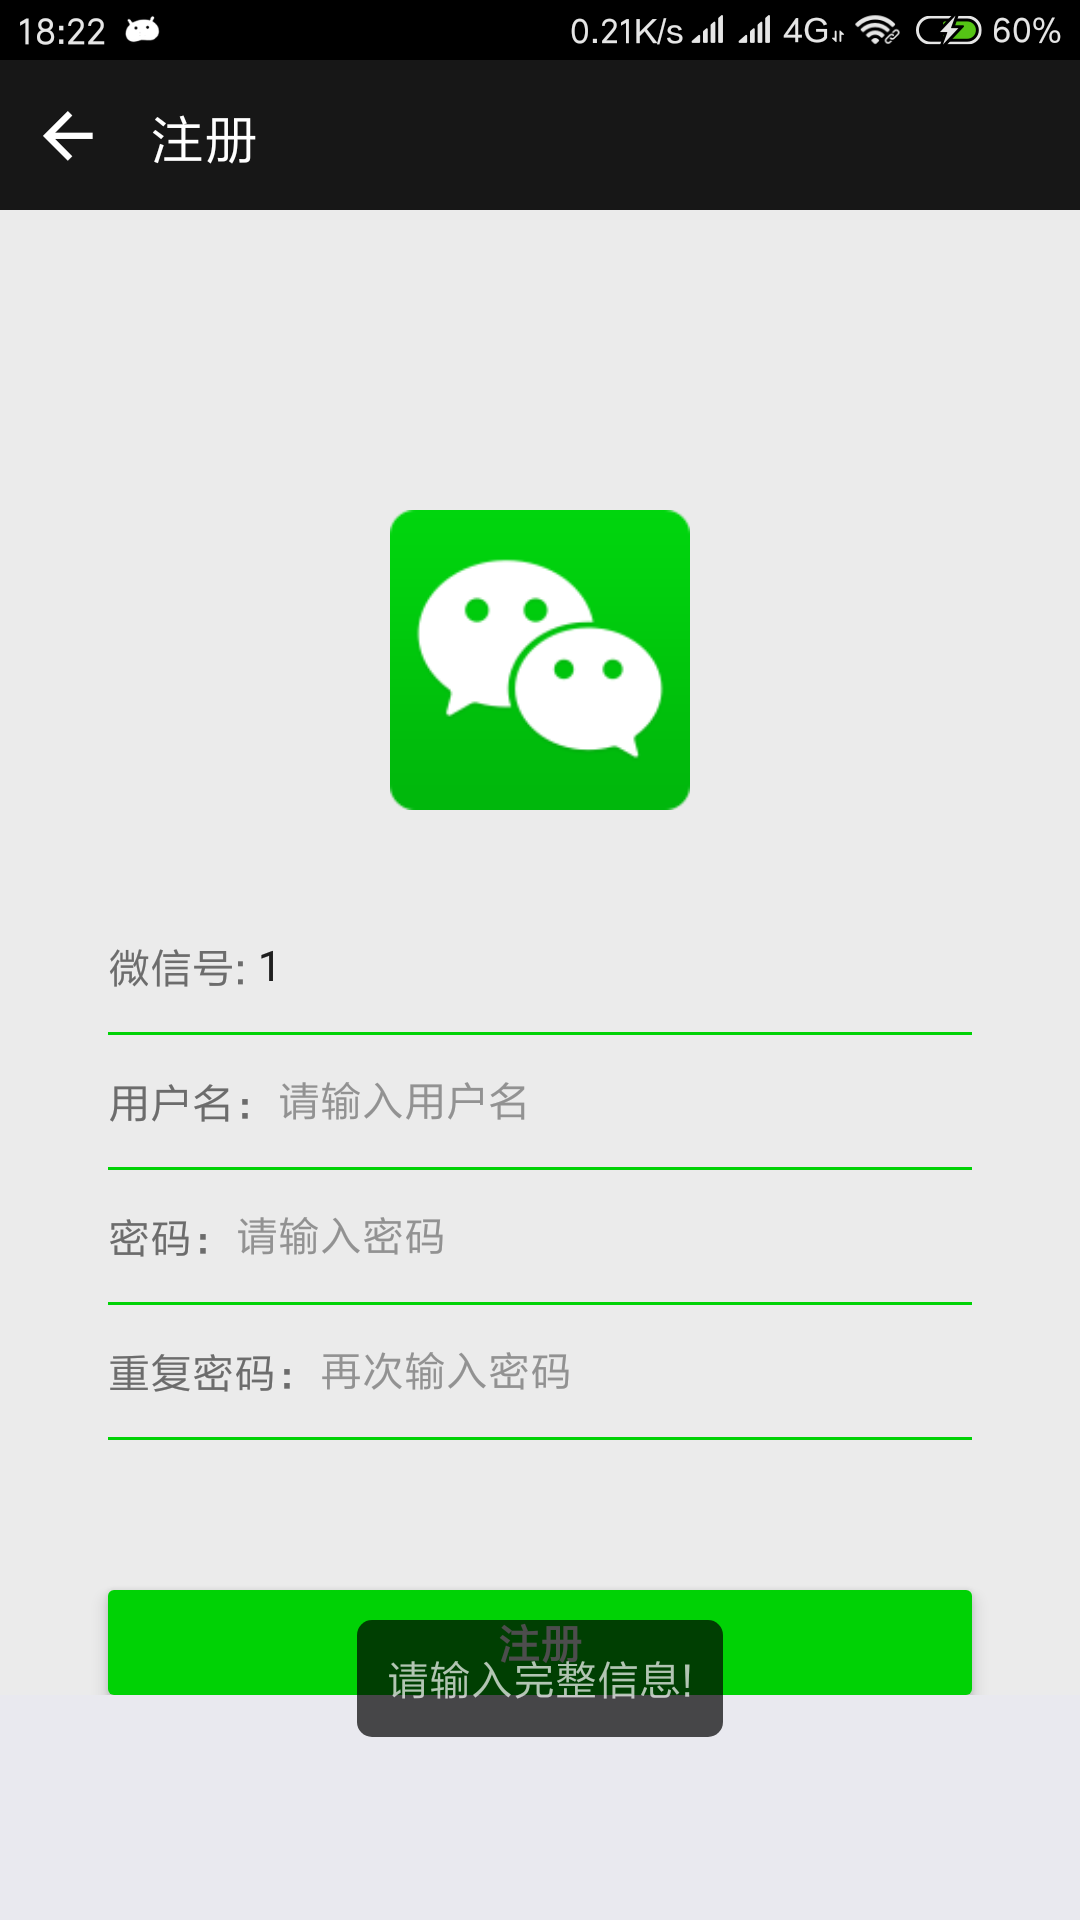 18:22 0.21K/s 4G 60%
注册
微信号: 1
用户名： 请输入用户名
密码： 请输入密码
重复密码： 再次输入密码
注册
请输入完整信息!